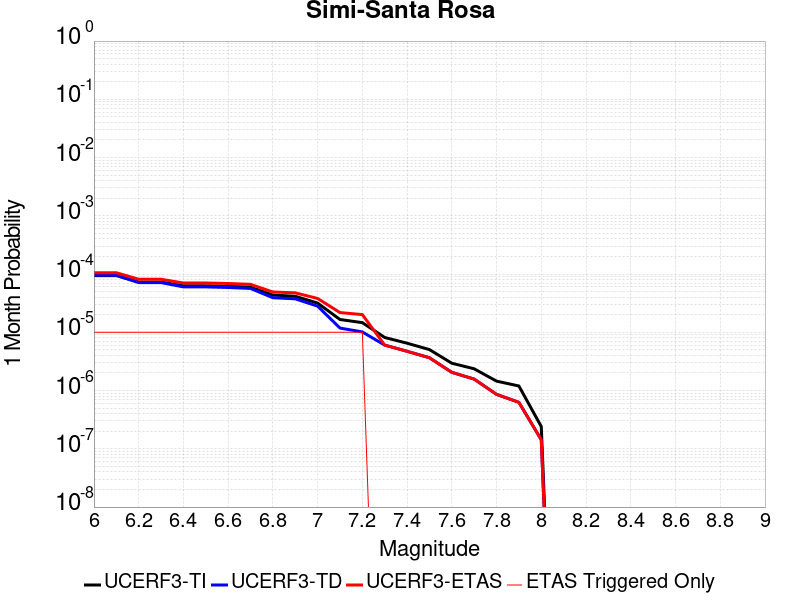 Simi-Santa Rosa
1 Month Probability
10^0
10^-1
10^-2
10^-3
10^-4
10^-5
10^-6
10^-7
10^-8
6 6.2 6.4 6.6 6.8 7 7.2 7.4 7.6 7.8 8 8.2 8.4 8.6 8.8 9
Magnitude
UCERF3-TI UCERF3-TD UCERF3-ETAS ETAS Triggered Only